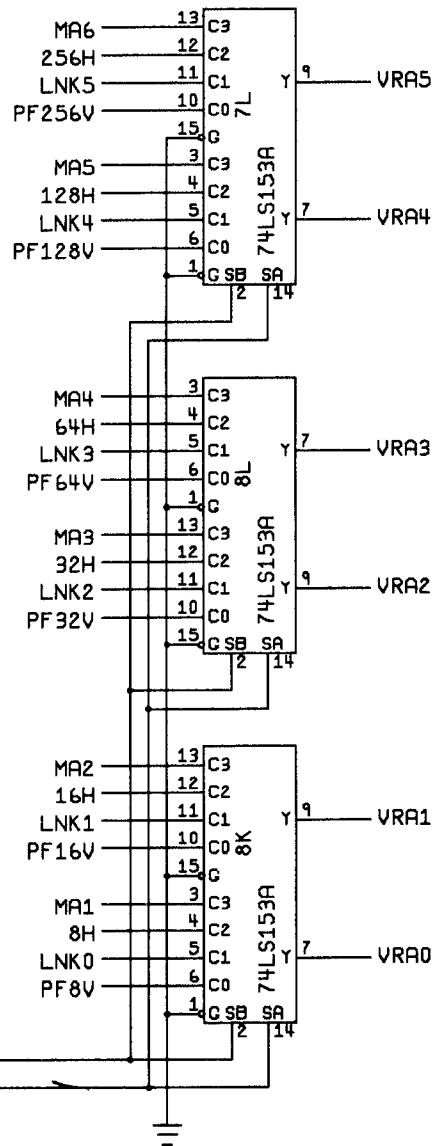 MA6 13 C3
256H 12 C2
LNK5 11 C1 Y 9 VRA5
PF256V 10 C0 7L
15 G
MA5 3 C3
128H 4 C2
LNK4 5 C1 Y 7 VRA4
PF128V 6 C0 74LS153A
1 G SB SA
2 14
MA4 3 C3
64H 4 C2
LNK3 5 C1 Y 7 VRA3
PF64V 6 C0 8L
1 G
MA3 13 C3
32H 12 C2
LNK2 11 C1 Y 9 VRA2
PF32V 10 C0 74LS153A
15 G SB SA
2 14
MA2 13 C3
16H 12 C2
LNK1 11 C1 Y 9 VRA1
PF16V 10 C0 8K
15 G
MA1 3 C3
8H 4 C2
LNK0 5 C1 Y 7 VRA0
PF8V 6 C0 74LS153A
1 G SB SA
2 14